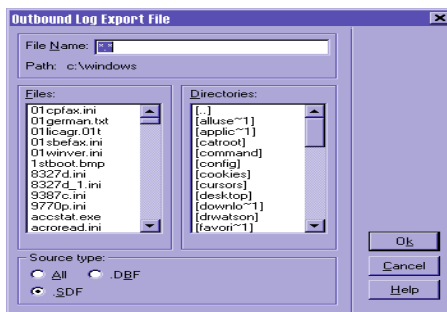 Outbound Log Export File
File Name: *.*
Path: c:\windows
Files:
01cpfax.ini
01german.txt
01licagr.01t
01sbefax.ini
01winver.ini
1stboot.bmp
8327d.ini
8327d_1.ini
9387c.ini
9770p.ini
accstat.exe
acroread.ini
Directories:
[..]
[alluse~1]
[applic~1]
[catroot]
[command]
[config]
[cookies]
[cursors]
[desktop]
[downlo~1]
[drwatson]
[favori~1]
Source type:
All .DBF
.SDF
Ok
Cancel
Help